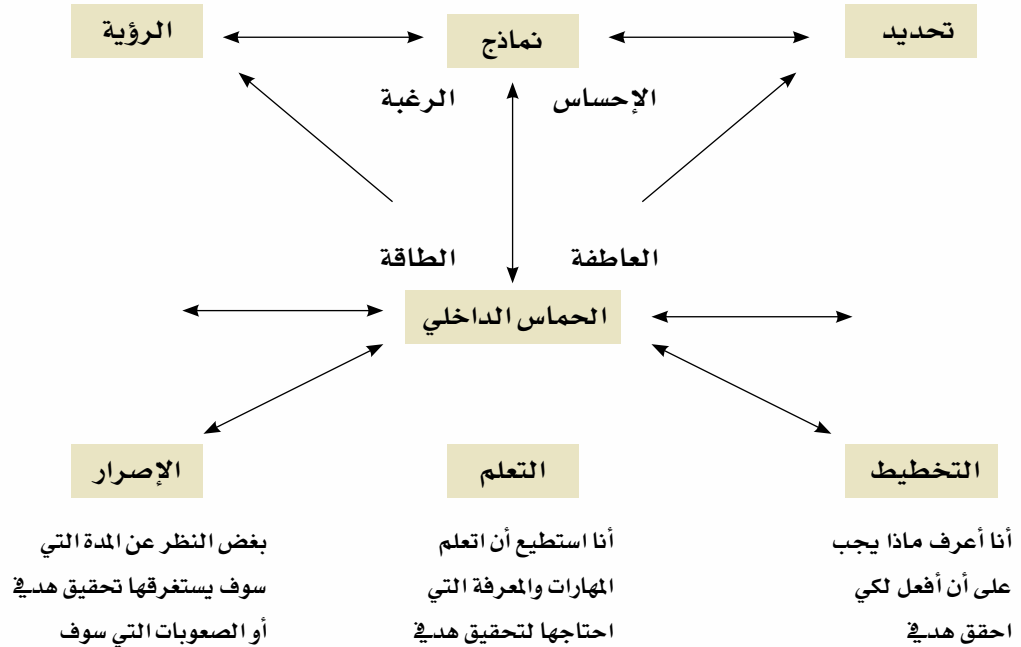 تحديد
نماذج
الرؤية
الإحساس
الرغبة
العاطفة
الطاقة
الحماس الداخلي
التخطيط
أنا أعرف ماذا يجب
على أن أفعل لكي
احقق هدفي
التعلم
أنا استطيع أن اتعلم
المهارات والمعرفة التي
احتاجها لتحقيق هدفي
الإصرار
بغض النظر عن المدة التي
سوف يستغرقها تحقيق هدفي
أو الصعوبات التي سوف